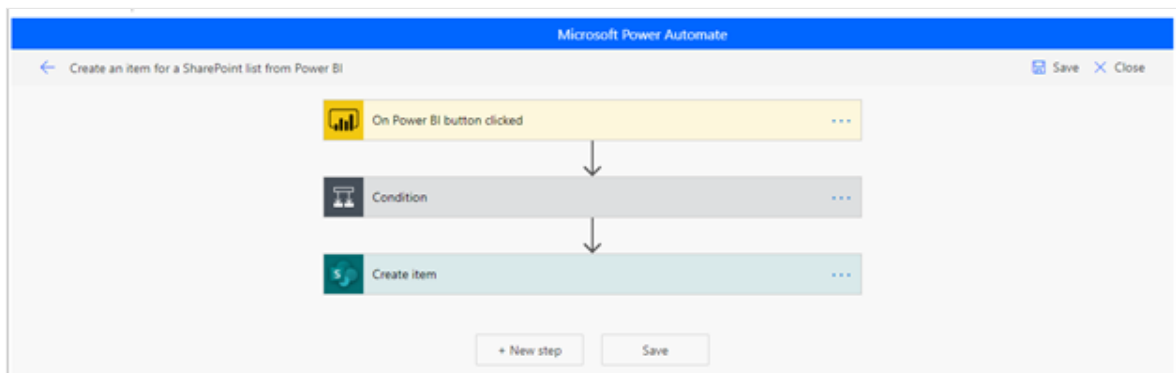 Microsoft Power Automate
Create an item for a SharePoint list from Power BI
Save
Close
On Power BI button clicked
Condition
Create item
+ New step
Save